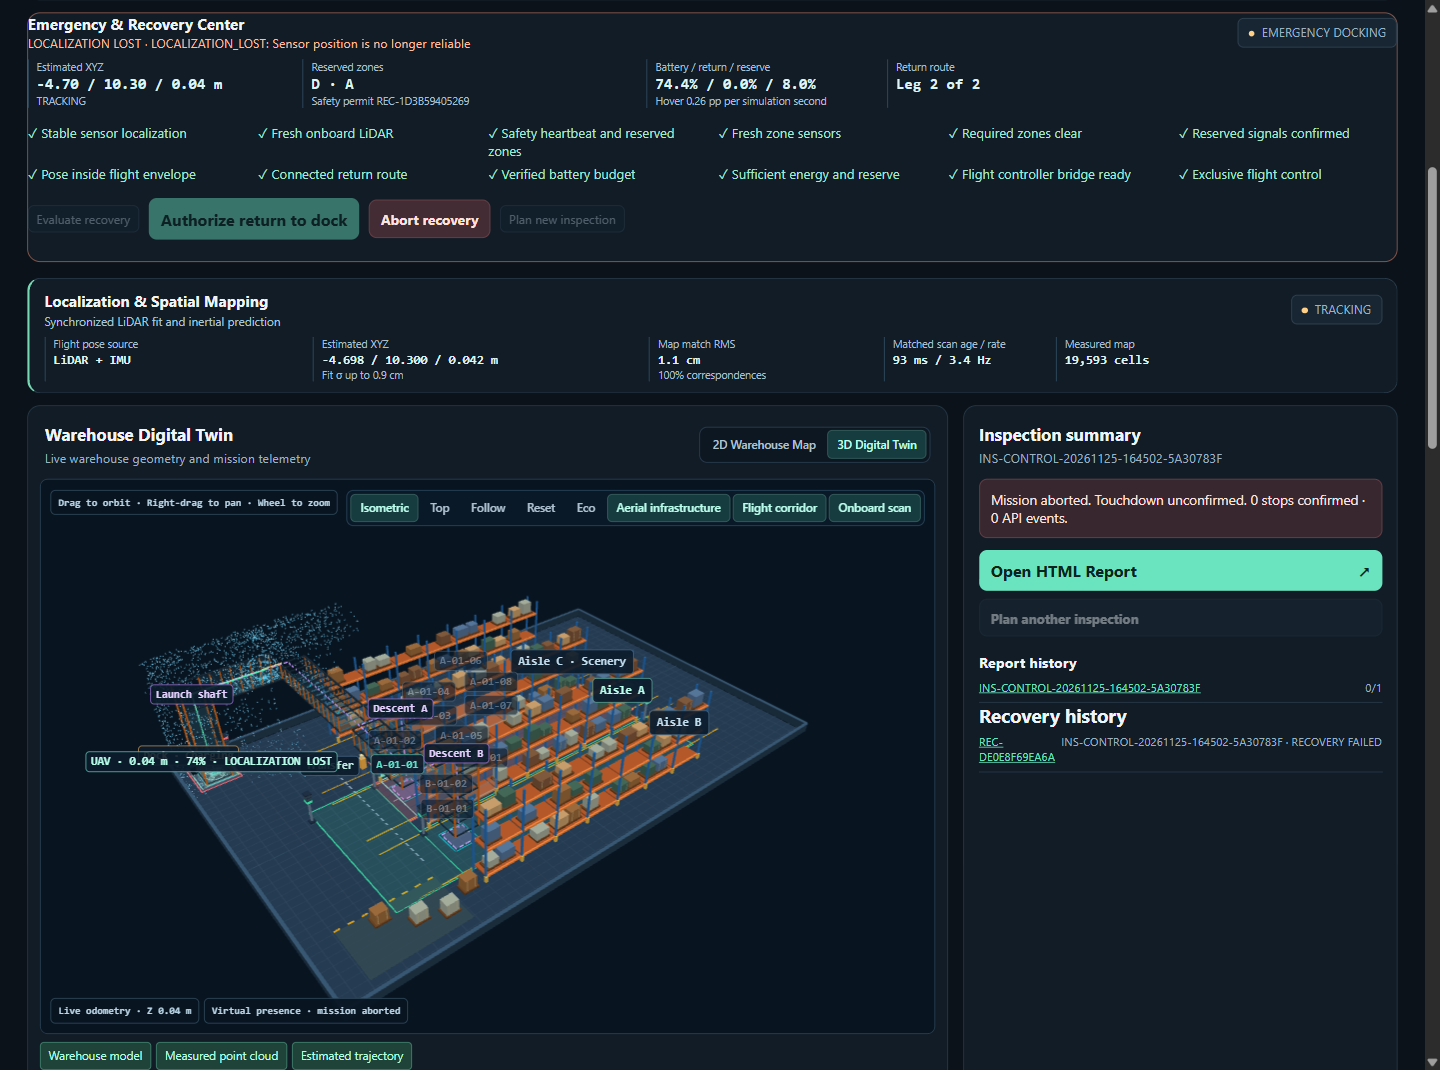 Emergency & Recovery Center
LOCALIZATION LOST · LOCALIZATION_LOST: Sensor position is no longer reliable
EMERGENCY DOCKING
Estimated XYZ
-4.70 / 10.30 / 0.04 m
TRACKING
Reserved zones
D · A
Safety permit REC-1D3B59405269
Battery / return / reserve
74.4% / 0.0% / 8.0%
Hover 0.26 pp per simulation second
Return route
Leg 2 of 2
✓ Stable sensor localization
✓ Fresh onboard LiDAR
✓ Safety heartbeat and reserved
zones
✓ Fresh zone sensors
✓ Required zones clear
✓ Reserved signals confirmed
✓ Pose inside flight envelope
✓ Connected return route
✓ Verified battery budget
✓ Sufficient energy and reserve
✓ Flight controller bridge ready
✓ Exclusive flight control
Evaluate recovery
Authorize return to dock
Abort recovery
Plan new inspection
Localization & Spatial Mapping
Synchronized LiDAR fit and inertial prediction
TRACKING
Flight pose source
LiDAR + IMU
Estimated XYZ
-4.698 / 10.300 / 0.042 m
Fit σ up to 0.9 cm
Map match RMS
1.1 cm
100% correspondences
Matched scan age / rate
93 ms / 3.4 Hz
Measured map
19,593 cells
Warehouse Digital Twin
Live warehouse geometry and mission telemetry
2D Warehouse Map
3D Digital Twin
Drag to orbit · Right-drag to pan · Wheel to zoom
Isometric
Top
Follow
Reset
Eco
Aerial infrastructure
Flight corridor
Onboard scan
A-01-06
Aisle C · Scenery
A-01-08
Launch shaft
A-01-04
Aisle A
Descent A
-03
A-01-07
Aisle B
A-01-02
A-01-05
Descent B
01
UAV · 0.04 m · 74% · LOCALIZATION LOST
fer
A-01-01
B-01-02
B-01-01
Live odometry · Z 0.04 m
Virtual presence · mission aborted
Warehouse model
Measured point cloud
Estimated trajectory
Inspection summary
INS-CONTROL-20261125-164502-5A30783F
Mission aborted. Touchdown unconfirmed. 0 stops confirmed ·
0 API events.
Open HTML Report ↗
Plan another inspection
Report history
INS-CONTROL-20261125-164502-5A30783F
0/1
Recovery history
REC-
DE0E8F69EA6A
INS-CONTROL-20261125-164502-5A30783F · RECOVERY FAILED